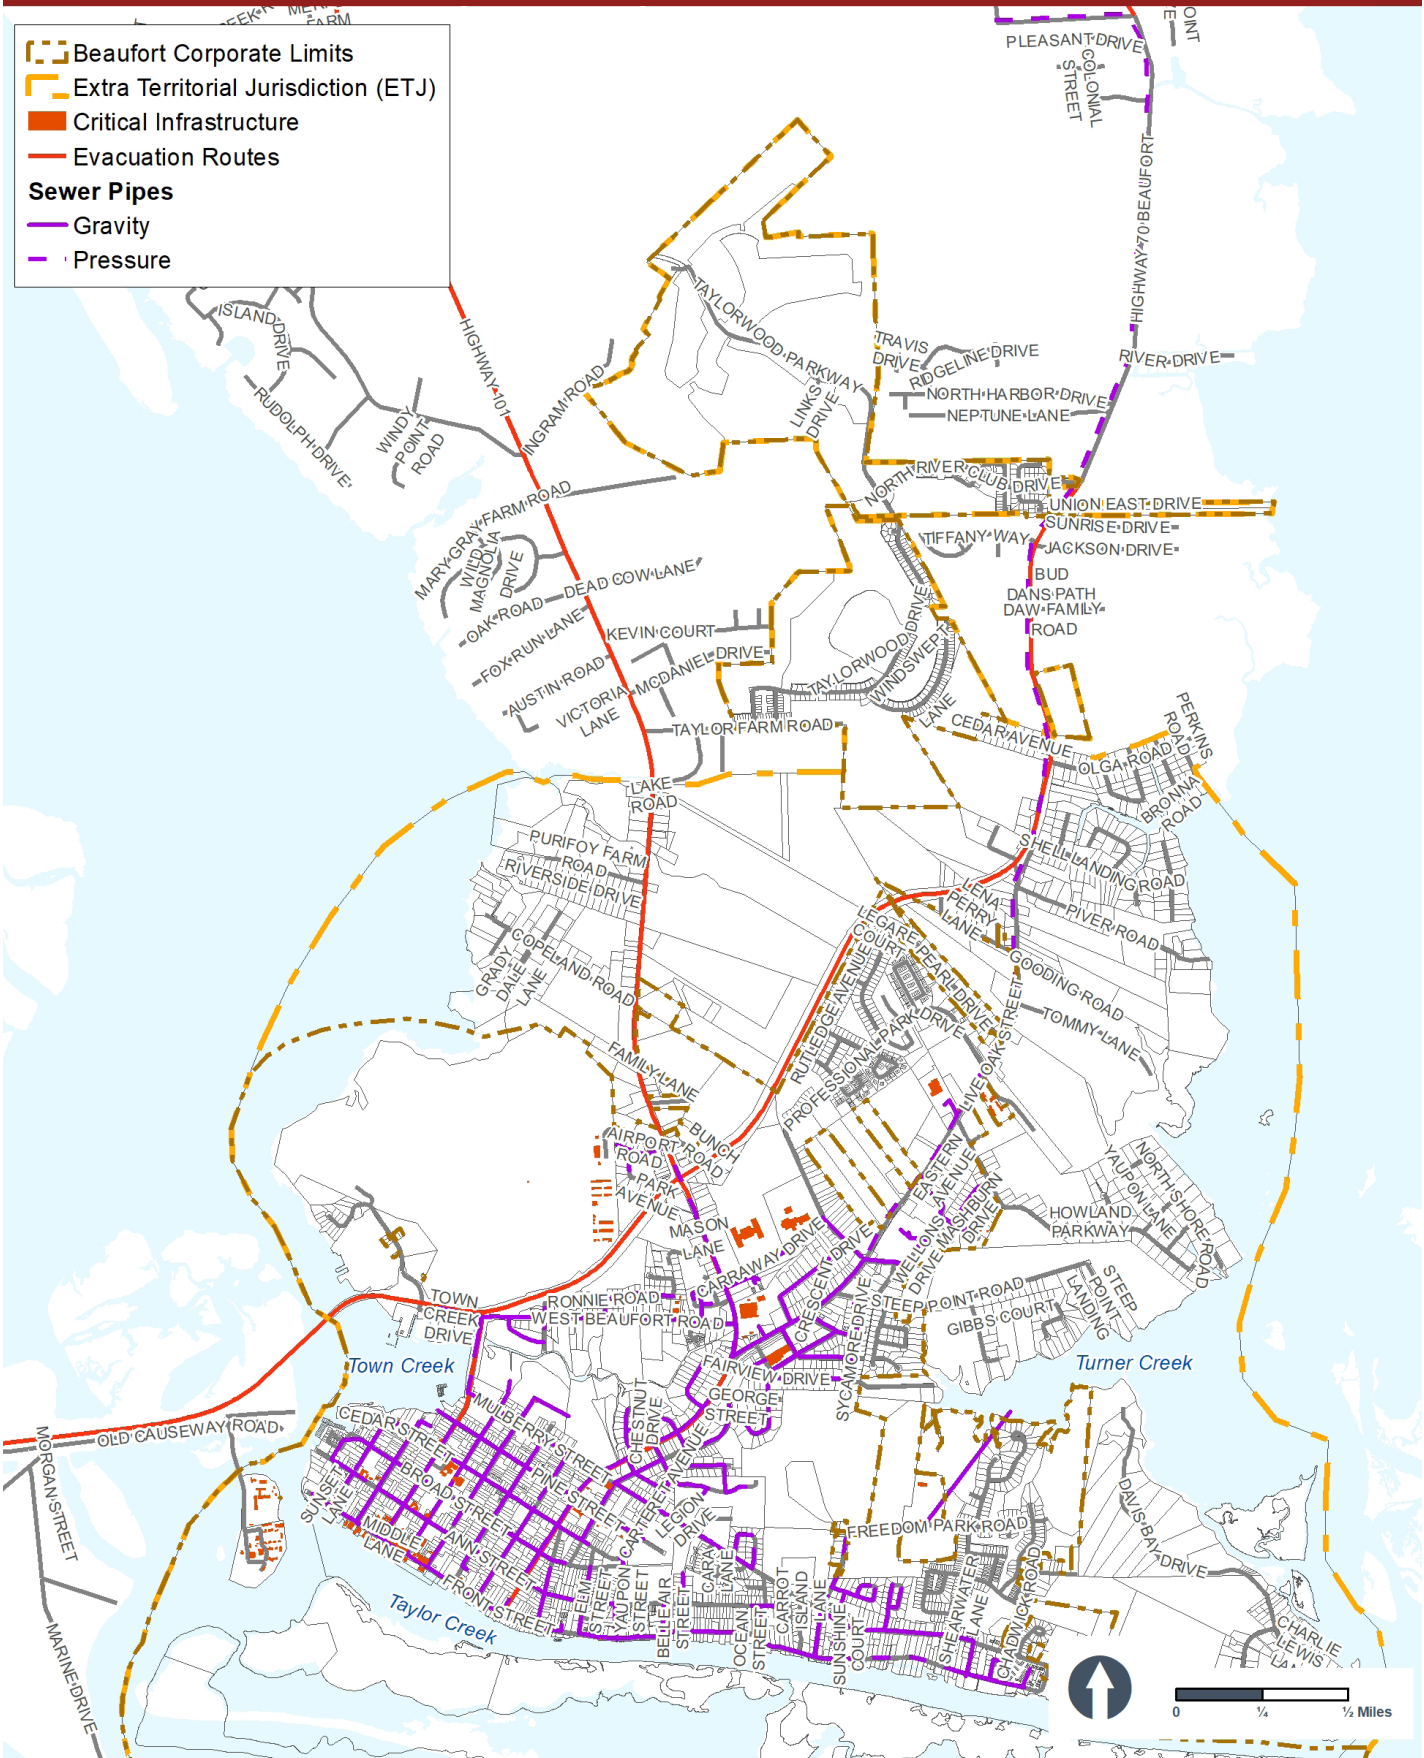 FARM
Beaufort Corporate Limits
Extra Territorial Jurisdiction (ETJ)
Critical Infrastructure
Evacuation Routes
Sewer Pipes
Gravity
Pressure
PLEASANT DRIVE
COLONIAL
STREET
OINT
HIGHWAY 70 BEAUFORT
ISLAND DRIVE
RUDOLPH DRIVE
WINDY
POINT
ROAD
HIGHWAY 101
INGRAM ROAD
TAYLORWOOD PARKWAY
LINKS
DRIVE
TRAVIS
DRIVE
RIDGELINE DRIVE
RIVER DRIVE
NORTH HARBOR DRIVE
NEPTUNE LANE
NORTH RIVER CLUB DRIVE
UNION EAST DRIVE
SUNRISE DRIVE
TIFFANY WAY
JACKSON DRIVE
BUD
DANS PATH
DAW FAMILY
ROAD
MARY GRAY FARM ROAD
WILD
MAGNOLIA
DRIVE
OAK ROAD
DEAD COW LANE
FOX RUN LANE
KEVIN COURT
AUSTIN ROAD
MCDANIEL DRIVE
VICTORIA
LANE
TAYLOR FARM ROAD
TAYLORWOOD DRIVE
WINDSWEPT
LANE
CEDAR AVENUE
OLGA ROAD
PERKINS
ROAD
BRONNA
ROAD
LAKE
ROAD
PURIFOY FARM
ROAD
RIVERSIDE DRIVE
SHELL LANDING ROAD
LENA
PERRY
LANE
PIVER ROAD
GRADY
DALE
LANE
COPELAND ROAD
LEGARE
COURT
PEARL DRIVE
RUTLEDGE AVENUE
GOODING ROAD
TOMMY LANE
PROFESSIONAL PARK DRIVE
LIVE OAK STREET
FAMILY LANE
BUNCH
ROAD
AIRPORT
ROAD
PARK
AVENUE
MASON
LANE
EASTERN
AVENUE
CARRAWAY DRIVE
CRESCENT DRIVE
WELLONS
DRIVE
MASHBURN
DRIVE
HOWLAND
PARKWAY
YAUPON LANE
NORTH SHORE ROAD
STEEP POINT ROAD
STEEP
POINT
LANDING
GIBBS COURT
TOWN
CREEK
DRIVE
RONNIE ROAD
WEST BEAUFORT ROAD
SYCAMORE DRIVE
FAIRVIEW DRIVE
GEORGE
STREET
Town Creek
Turner Creek
CHESTNUT
DRIVE
OLD CAUSEWAY ROAD
MORGAN STREET
CEDAR STREET
MULBERRY STREET
PINE STREET
BROAD STREET
ANN STREET
SUNSET
LANE
MIDDLE
LANE
FRONT STREET
CARTERET AVENUE
LEGION
DRIVE
FREEDOM PARK ROAD
DAVIS BAY DRIVE
ELM
STREET
YAUPON
STREET
BELLE AIR
STREET
CARA
LANE
OCEAN
STREET
CAROT
ISLAND
LANE
SUNSHINE
COURT
SHEARWATER
LANE
CHADWICK ROAD
CHARLIE
LEWIS
Taylor Creek
MARINE DRIVE
0
¼
½ Miles